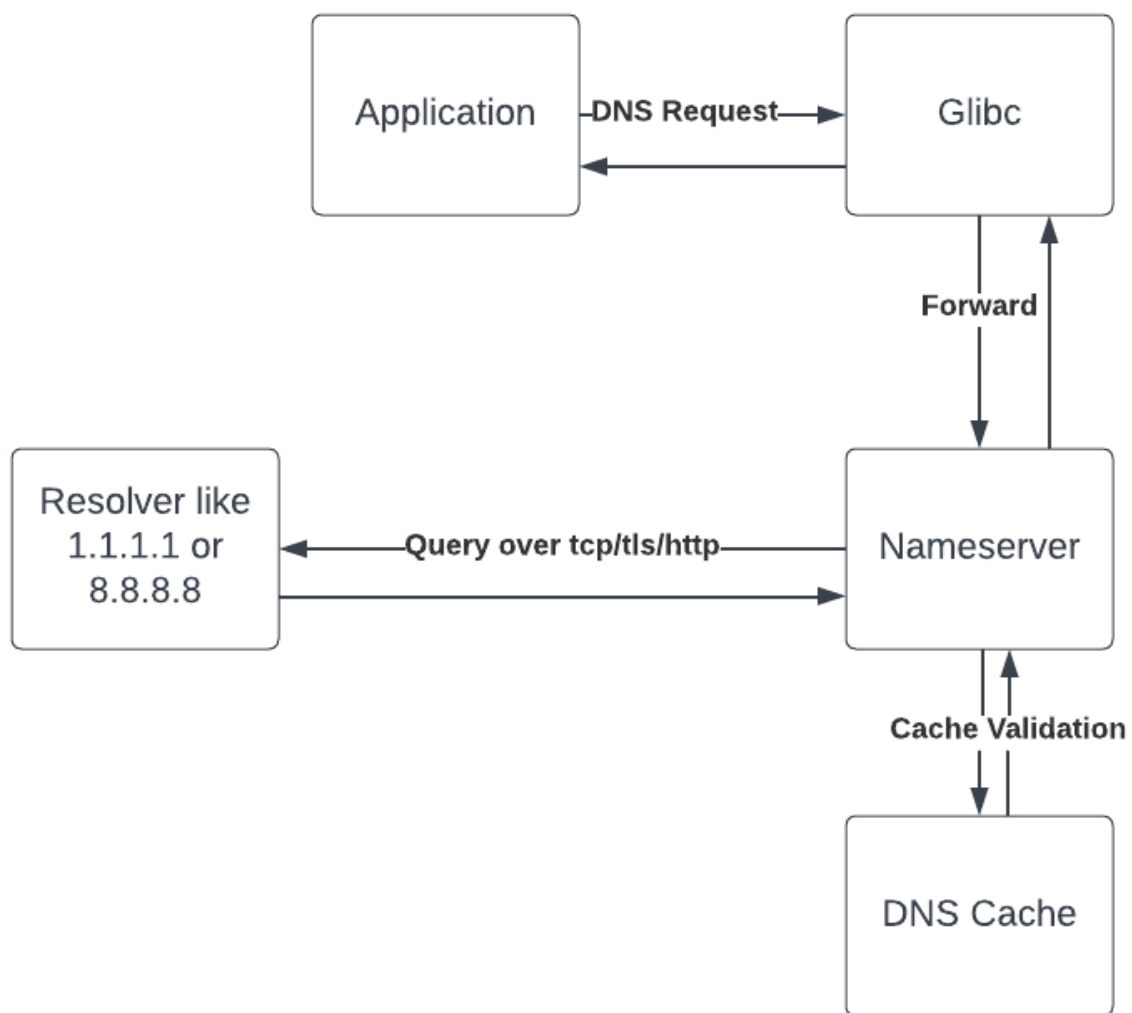 Application
DNS Request
Glibc
Forward
Resolver like
1.1.1.1 or
8.8.8.8
Query over tcp/tls/http
Nameserver
Cache Validation
DNS Cache